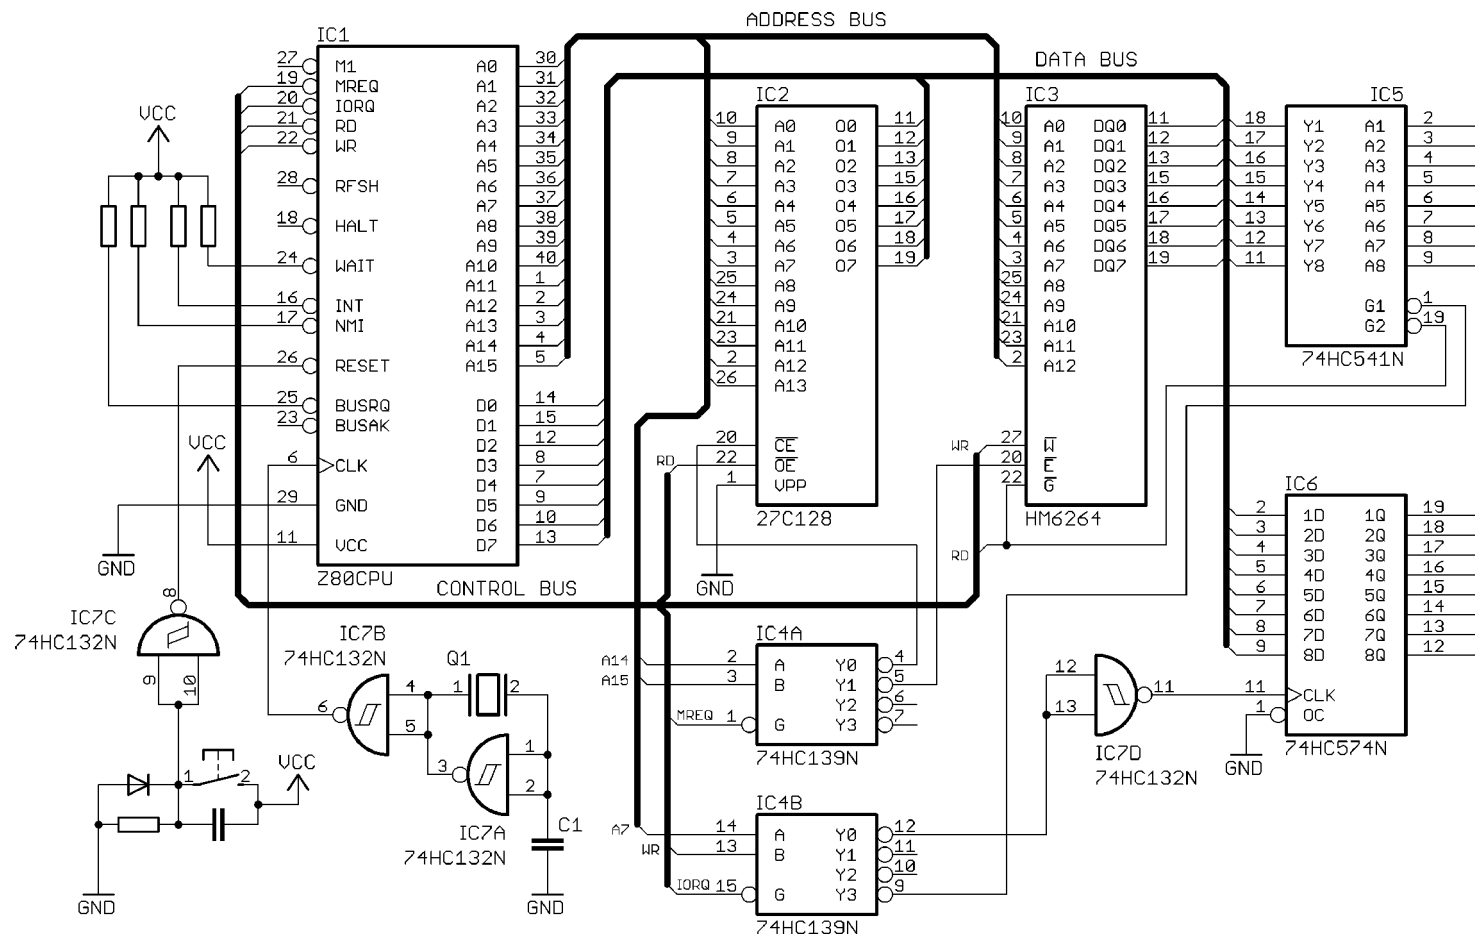 ADDRESS BUS
DATA BUS
CONTROL BUS
IC1
27 M1
19 MREQ
20 IORQ
21 RD
22 WR
28 RFSH
18 HALT
24 WAIT
16 INT
17 NMI
26 RESET
25 BUSRQ
23 BUSAK
6 CLK
29 GND
11 VCC
A0 30
A1 31
A2 32
A3 33
A4 34
A5 35
A6 36
A7 37
A8 38
A9 39
A10 40
A11 1
A12 2
A13 3
A14 4
A15 5
D0 14
D1 15
D2 12
D3 8
D4 7
D5 9
D6 10
D7 13
Z80CPU
VCC
VCC
GND
IC2
10 A0 O0 11
9 A1 O1 12
8 A2 O2 13
7 A3 O3 15
6 A4 O4 16
5 A5 O5 17
4 A6 O6 18
3 A7 O7 19
25 A8
24 A9
21 A10
23 A11
2 A12
26 A13
20 CE
RD 22 OE
1 VPP
27C128
GND
IC3
10 A0 DQ0 11
9 A1 DQ1 12
8 A2 DQ2 13
7 A3 DQ3 15
6 A4 DQ4 16
5 A5 DQ5 17
4 A6 DQ6 18
3 A7 DQ7 19
25 A8
24 A9
21 A10
23 A11
2 A12
WR 27 W
20 E
22 G
HM6264
RD
IC5
18 Y1 A1 2
17 Y2 A2 3
16 Y3 A3 4
15 Y4 A4 5
14 Y5 A5 6
13 Y6 A6 7
12 Y7 A7 8
11 Y8 A8 9
G1 1
G2 19
74HC541N
IC6
2 1D 1Q 19
3 2D 2Q 18
4 3D 3Q 17
5 4D 4Q 16
6 5D 5Q 15
7 6D 6Q 14
8 7D 7Q 13
9 8D 8Q 12
11 CLK
1 OC
74HC574N
GND
IC7C
74HC132N
8
9 10
1 2
VCC
GND
IC7B
74HC132N
6 4
5
Q1
1 2
3 1
2
IC7A
74HC132N
C1
GND
IC4A
A14 2 A Y0 4
A15 3 B Y1 5
Y2 6
MREQ 1 G Y3 7
74HC139N
IC4B
A7 14 A Y0 12
WR 13 B Y1 11
Y2 10
IORQ 15 G Y3 9
74HC139N
12
13
11
IC7D
74HC132N